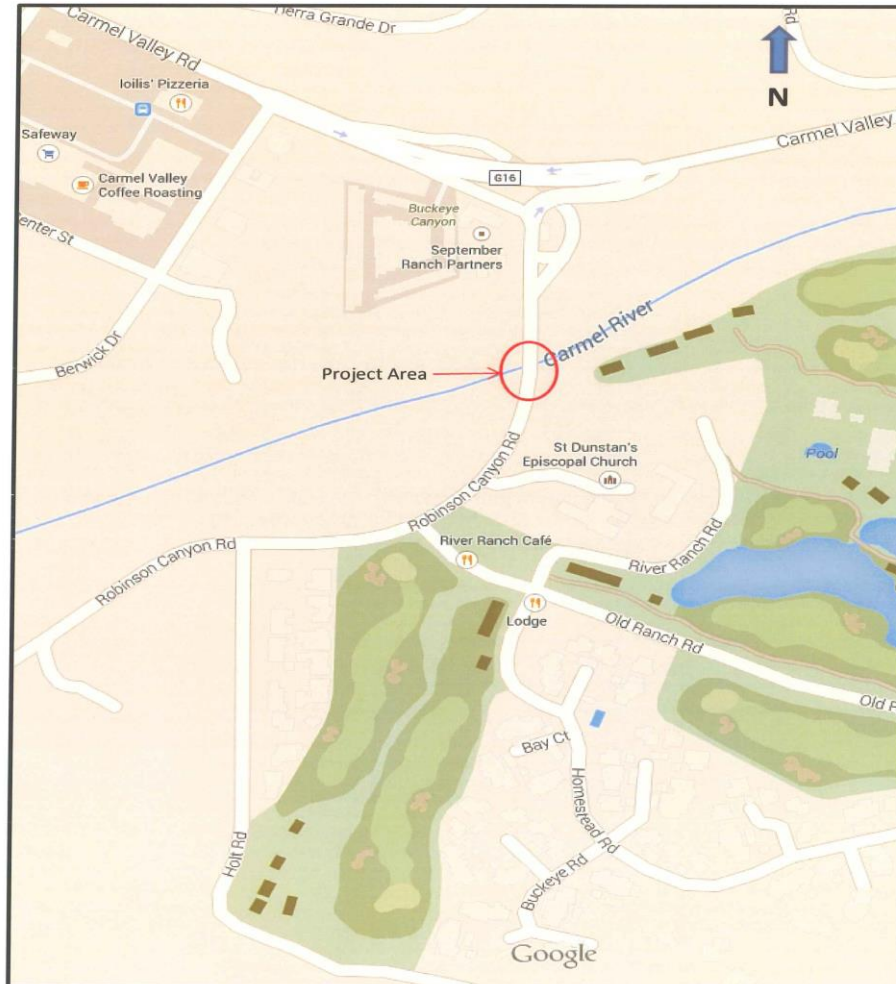 Tierra Grande Dr
Rd
Carmel Valley Rd
N
Ioilis' Pizzeria
Carmel Valley
Safeway
G16
Carmel Valley
Coffee Roasting
Buckeye
Canyon
enter St
September
Ranch Partners
Carmel River
Berwick Dr
Project Area
St Dunstan's
Episcopal Church
Pool
Robinson Canyon Rd
River Ranch Café
River Ranch Rd
Robinson Canyon Rd
Lodge
Old Ranch Rd
Old R
Bay Ct
Homestead Rd
Holt Rd
Buckeye Rd
Google